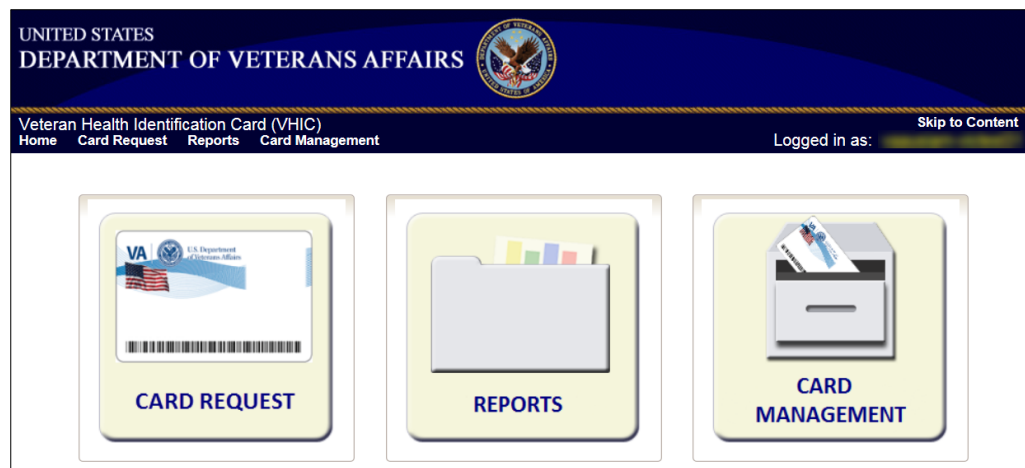 UNITED STATES
DEPARTMENT OF VETERANS AFFAIRS
Veteran Health Identification Card (VHIC)
Skip to Content
Home Card Request Reports Card Management
Logged in as:
VA
U.S. Department
of Veterans Affairs
CARD REQUEST
REPORTS
CARD
MANAGEMENT